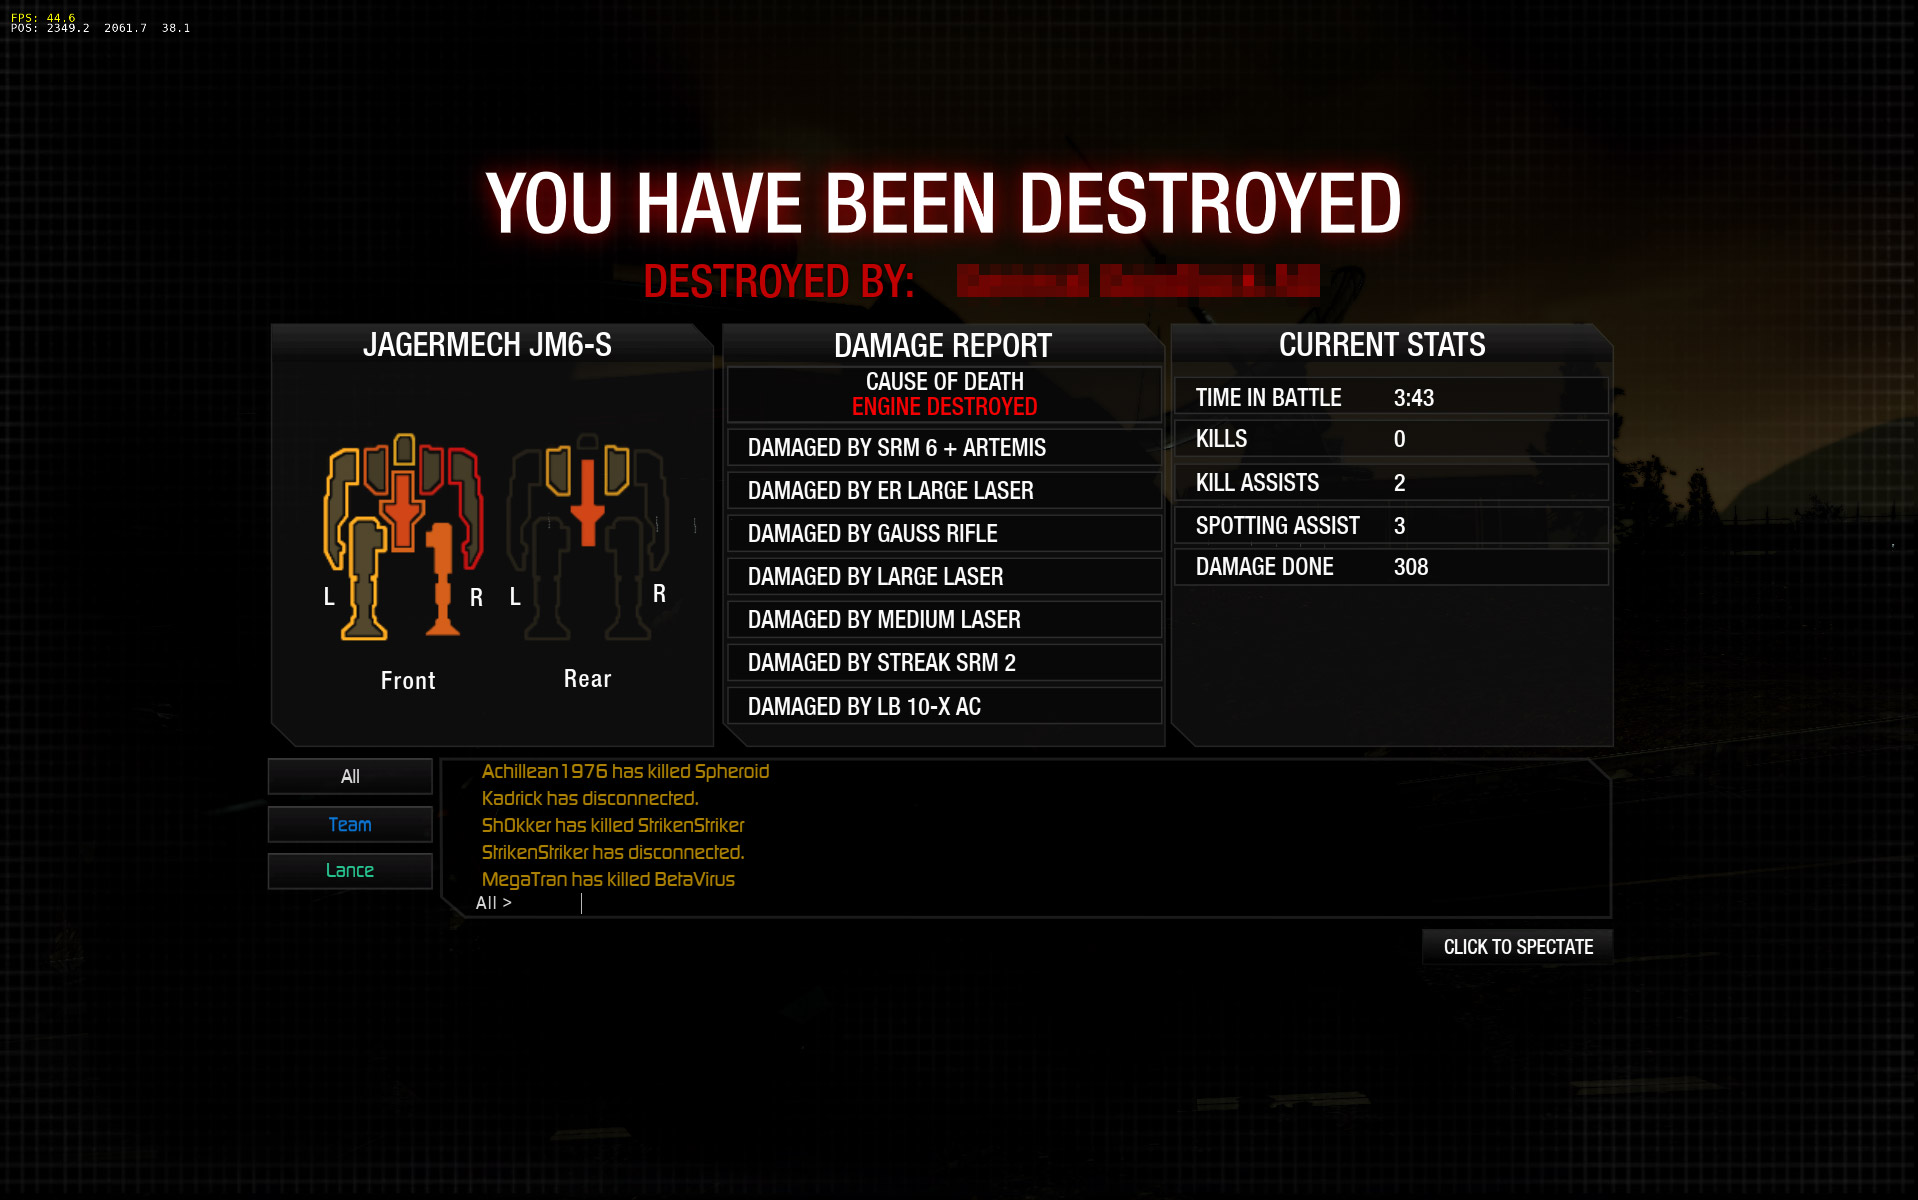 FPS: 44.6
POS: 2349.2 2061.7 38.1
YOU HAVE BEEN DESTROYED
DESTROYED BY:
JAGERMECH JM6-S
L
R
L
R
Front
Rear
DAMAGE REPORT
CAUSE OF DEATH
ENGINE DESTROYED
DAMAGED BY SRM 6 + ARTEMIS
DAMAGED BY ER LARGE LASER
DAMAGED BY GAUSS RIFLE
DAMAGED BY LARGE LASER
DAMAGED BY MEDIUM LASER
DAMAGED BY STREAK SRM 2
DAMAGED BY LB 10-X AC
CURRENT STATS
TIME IN BATTLE 3:43
KILLS 0
KILL ASSISTS 2
SPOTTING ASSIST 3
DAMAGE DONE 308
All
Team
Lance
Achillean1976 has killed Spheroid
Kadrick has disconnected.
Sh0kker has killed StrikenStriker
StrikenStriker has disconnected.
MegaTran has killed BetaVirus
All >
CLICK TO SPECTATE